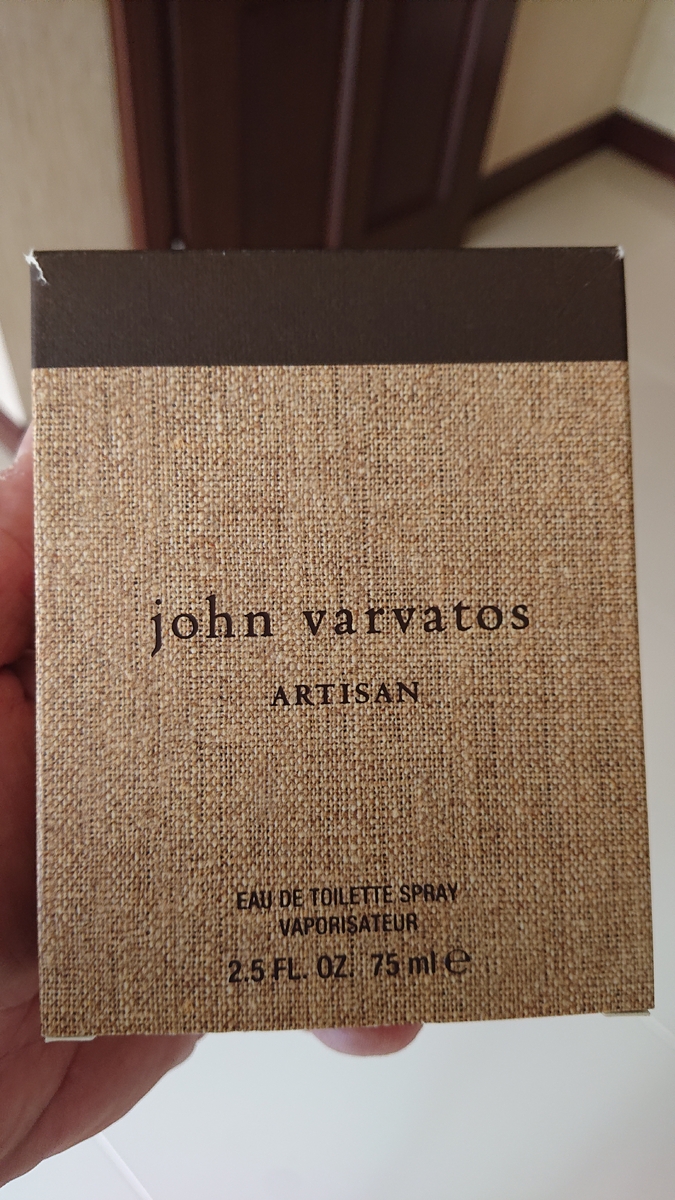 john varvatos
ARTISAN
EAU DE TOILETTE SPRAY
VAPORISATEUR
2.5 FL. OZ. 75 ml ℮